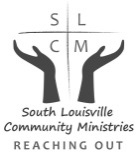 S L
C M
South Louisville
Community Ministries
REACHING OUT